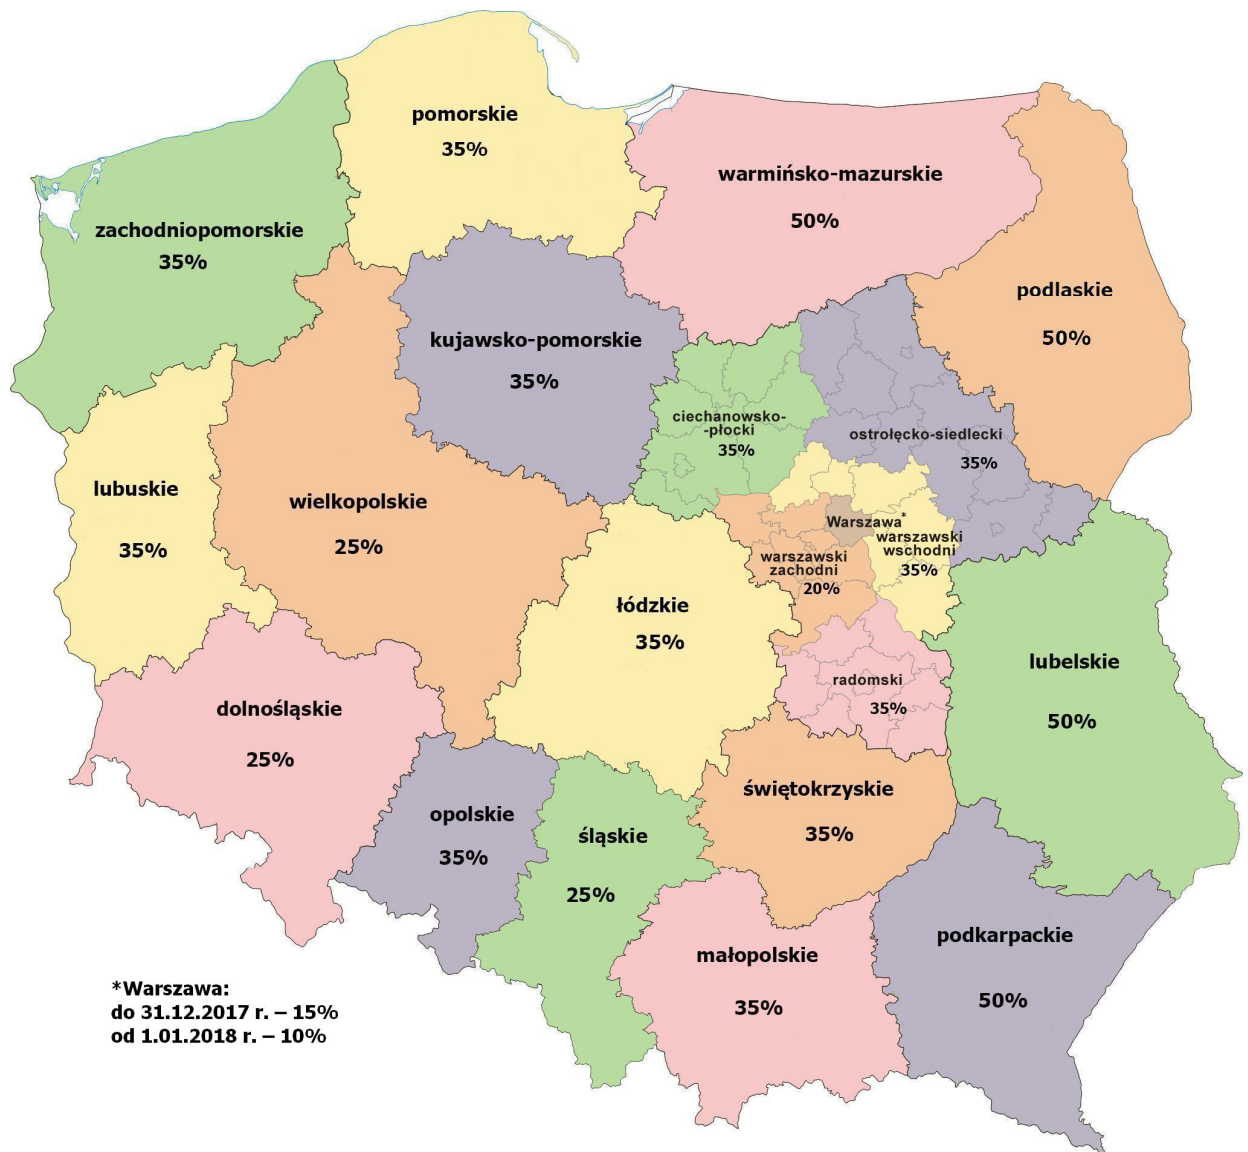 pomorskie
35%
warmińsko-mazurskie
50%
zachodniopomorskie
35%
podlaskie
50%
kujawsko-pomorskie
35%
ciechanowsko-
-płocki
35%
ostrołęcko-siedlecki
35%
lubuskie
35%
wielkopolskie
25%
Warszawa*
warszawski
wschodni
35%
warszawski
zachodni
20%
łódzkie
35%
lubelskie
50%
radomski
35%
dolnośląskie
25%
świętokrzyskie
35%
opolskie
35%
śląskie
25%
małopolskie
35%
podkarpackie
50%
*Warszawa:
do 31.12.2017 r. – 15%
od 1.01.2018 r. – 10%